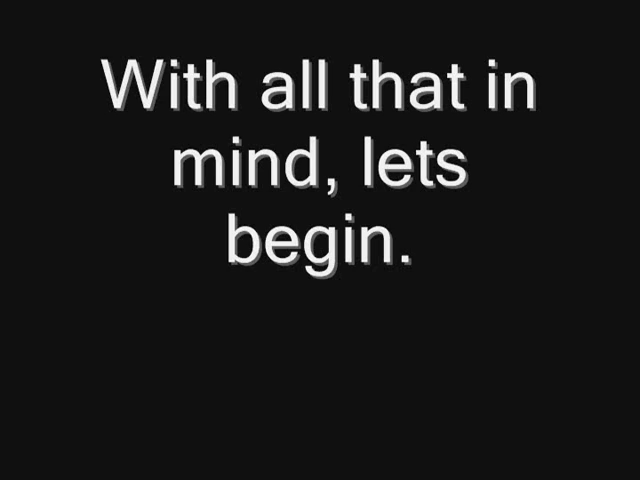 With all that in
mind, lets
begin.